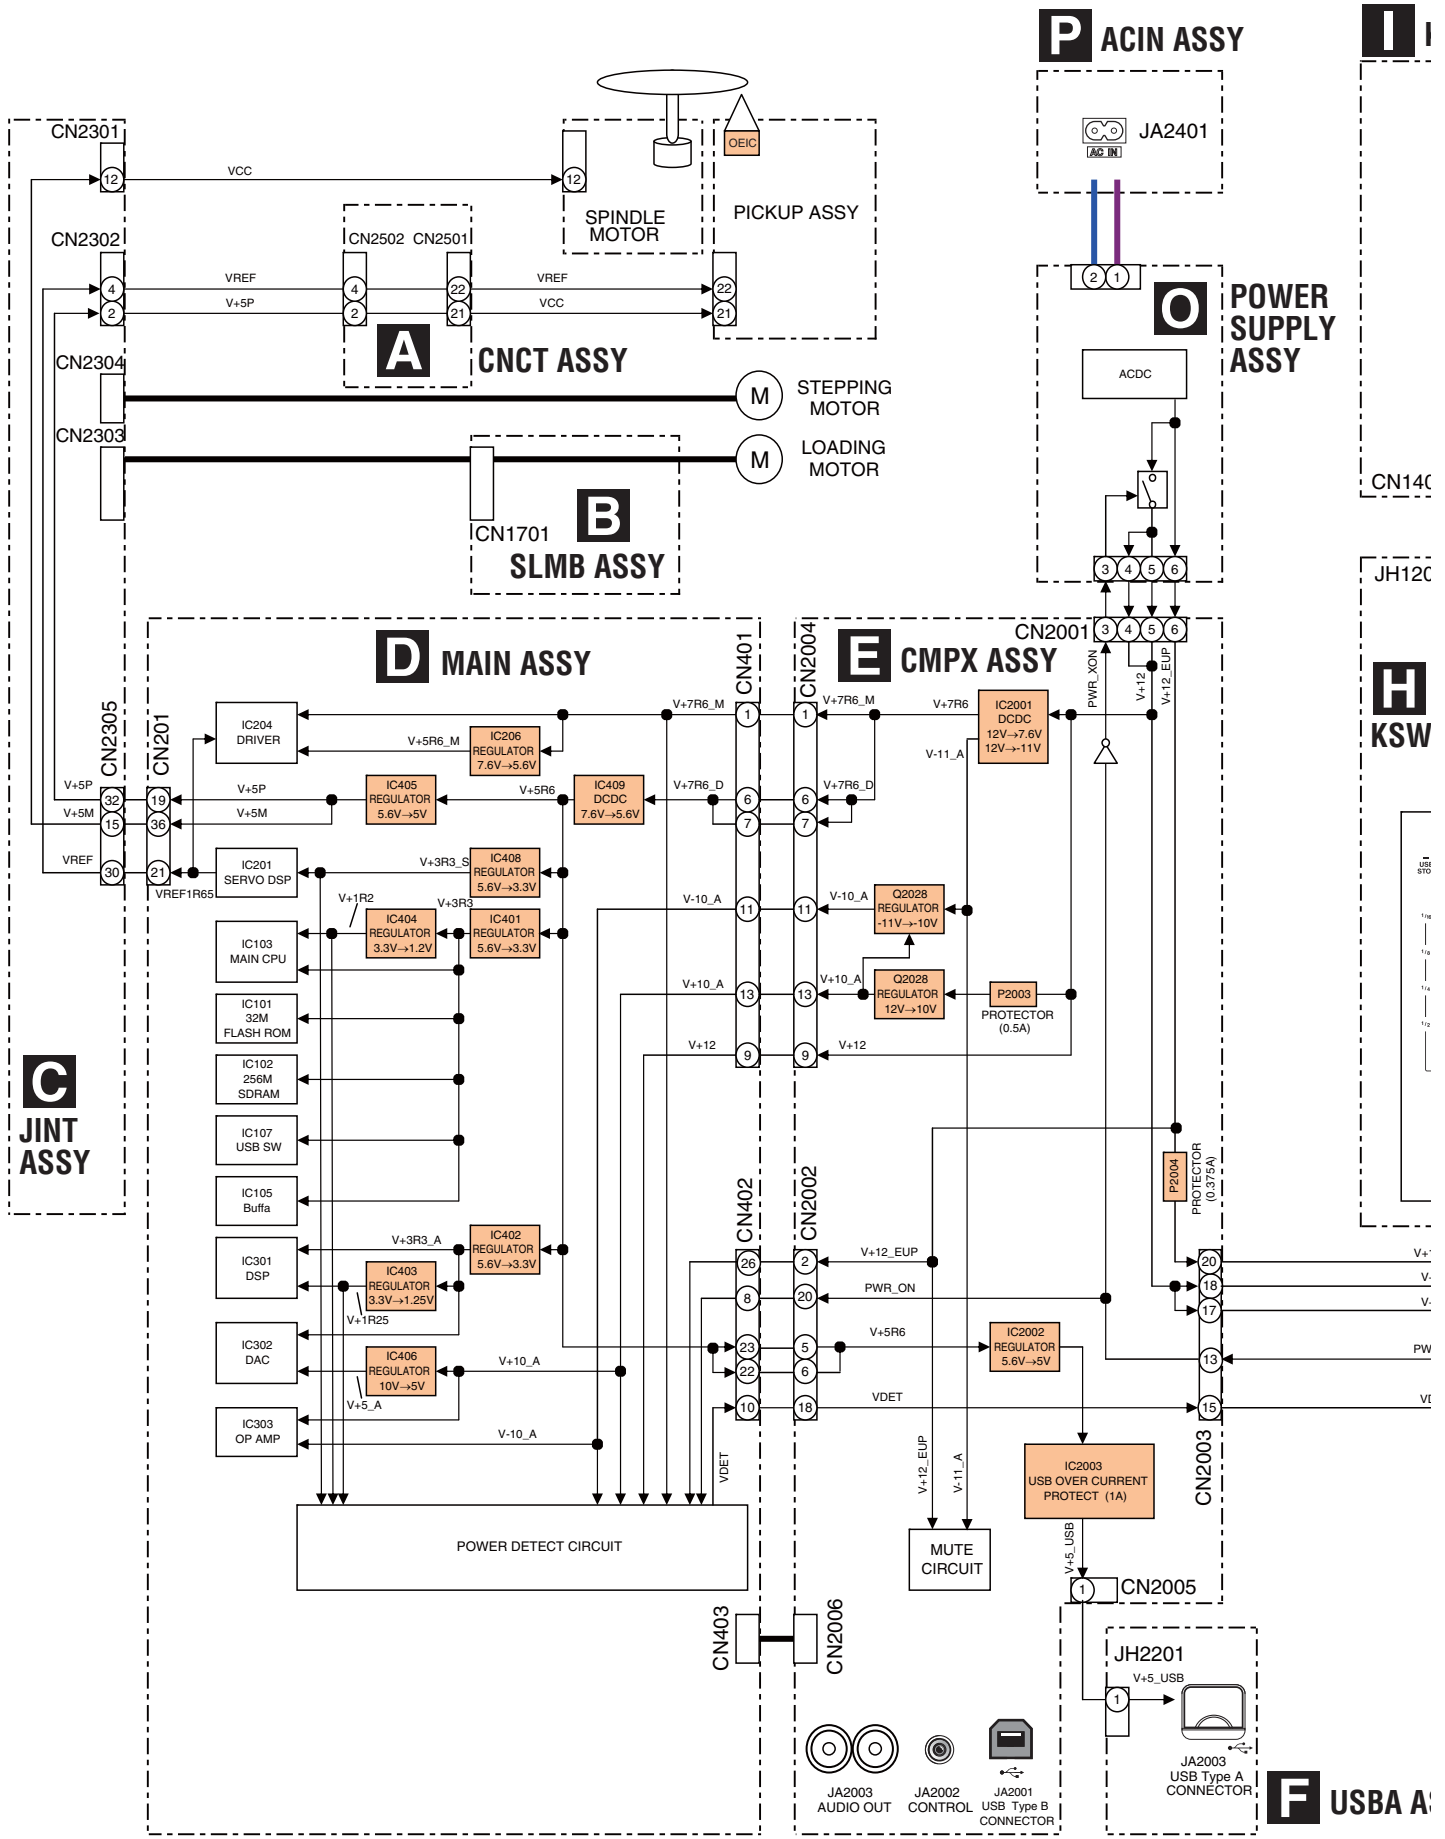 P ACIN ASSY
I
JA2401
AC IN
CN2301
12
VCC
12
OEIC
SPINDLE
MOTOR
PICKUP ASSY
CN2302
CN2502 CN2501
4
VREF
4
22
VREF
22
2
V+5P
2
21
VCC
21
A CNCT ASSY
2 1
O POWER
SUPPLY
ASSY
ACDC
CN2304
M
STEPPING
MOTOR
CN2303
M
LOADING
MOTOR
CN1701
B
SLMB ASSY
CN140
3 4 5 6
JH120
D MAIN ASSY
CN401
CN2004
E CMPX ASSY
CN2001
3 4 5 6
PWR_XON
V+12
V+12_EUP
H
KSW
CN2305
CN201
IC204
DRIVER
V+7R6_M
1
1
V+7R6_M
V+7R6
IC2001
DCDC
12V→7.6V
12V→-11V
V+5R6_M
IC206
REGULATOR
7.6V→5.6V
V-11_A
V+5P
32
19
V+5P
IC405
REGULATOR
5.6V→5V
V+5R6
IC409
DCDC
7.6V→5.6V
V+7R6_D
6
6
V+7R6_D
V+5M
15
36
V+5M
7
7
VREF
30
21
VREF1R65
IC201
SERVO DSP
V+3R3_S
IC408
REGULATOR
5.6V→3.3V
V+1R2
V+3R3
IC404
REGULATOR
3.3V→1.2V
IC401
REGULATOR
5.6V→3.3V
V-10_A
11
11
V-10_A
Q2028
REGULATOR
-11V→-10V
IC103
MAIN CPU
V+10_A
13
13
V+10_A
Q2028
REGULATOR
12V→10V
P2003
PROTECTOR
(0.5A)
IC101
32M
FLASH ROM
V+12
9
9
V+12
IC102
256M
SDRAM
C
JINT
ASSY
IC107
USB SW
IC105
Buffa
P2004
PROTECTOR
(0.375A)
CN402
CN2002
IC301
DSP
V+3R3_A
IC402
REGULATOR
5.6V→3.3V
IC403
REGULATOR
3.3V→1.25V
V+1R25
26
2
V+12_EUP
20
8
20
PWR_ON
18
17
IC302
DAC
IC406
REGULATOR
10V→5V
V+5_A
V+10_A
23
5
V+5R6
IC2002
REGULATOR
5.6V→5V
22
6
13
PW
IC303
OP AMP
V-10_A
10
18
VDET
15
CN2003
VDET
V+12_EUP
V-11_A
IC2003
USB OVER CURRENT
PROTECT (1A)
POWER DETECT CIRCUIT
MUTE
CIRCUIT
V+5_USB
1
CN2005
CN403
CN2006
JH2201
V+5_USB
1
JA2003
AUDIO OUT
JA2002
CONTROL
JA2001
USB Type B
CONNECTOR
JA2003
USB Type A
CONNECTOR
F USBA